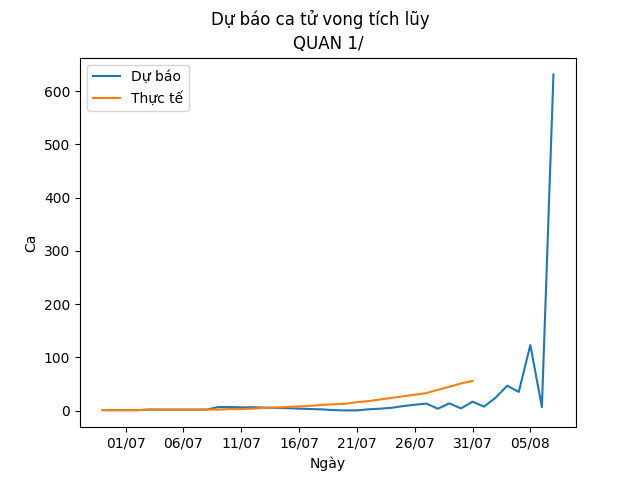 Dự báo ca tử vong tích lũy
QUAN 1/
Dự báo
Thực tế
600
500
400
300
200
100
0
Ca
01/07 06/07 11/07 16/07 21/07 26/07 31/07 05/08
Ngày